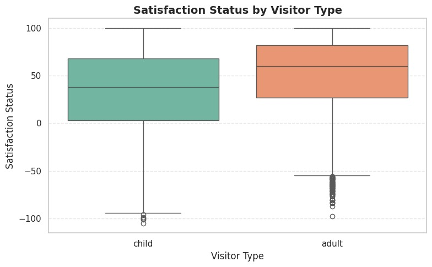 Satisfaction Status by Visitor Type
100
50
0
−50
−100
Satisfaction Status
child
adult
Visitor Type